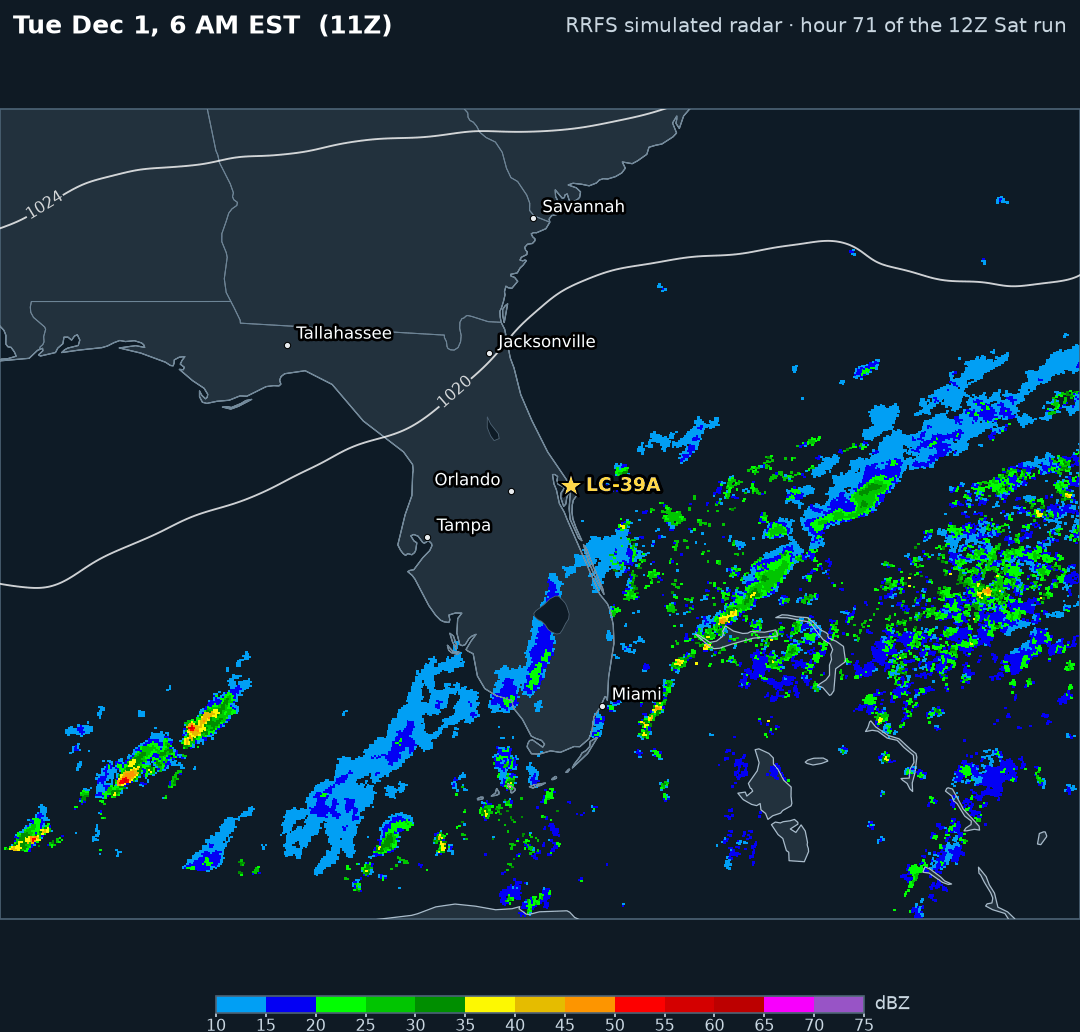 Tue Dec 1, 6 AM EST  (11Z)
RRFS simulated radar · hour 71 of the 12Z Sat run
1024
Savannah
Tallahassee
Jacksonville
1020
Orlando
LC-39A
Tampa
Miami
dBZ
10 15 20 25 30 35 40 45 50 55 60 65 70 75